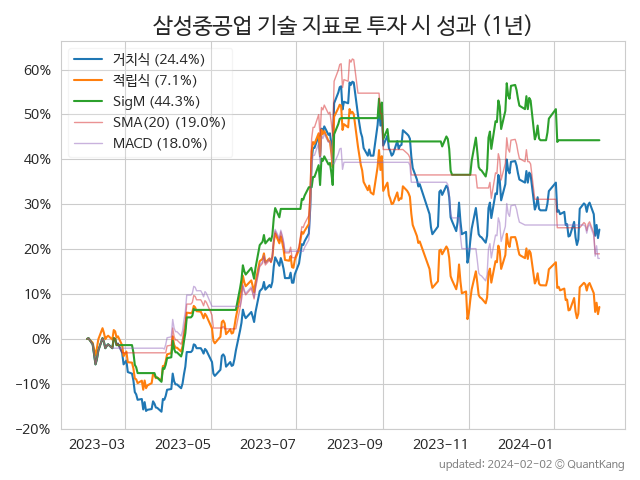 삼성중공업 기술 지표로 투자 시 성과 (1년)
거치식 (24.4%)
적립식 (7.1%)
SigM (44.3%)
SMA(20) (19.0%)
MACD (18.0%)
60%
50%
40%
30%
20%
10%
0%
−10%
−20%
2023-03 2023-05 2023-07 2023-09 2023-11 2024-01
updated: 2024-02-02 © QuantKang